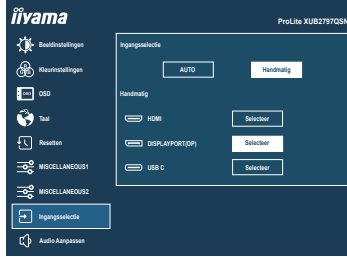 iiyama
ProLite XUB2797QSN
Beeldinstellingen
Kleurinstellingen
OSD
OSD
Taal
Resetten
MISCELLANEOUS1
MISCELLANEOUS2
Ingangsselectie
Audio Aanpassen
Ingangsselectie
AUTO
Handmatig
Handmatig
HDMI
Selecteer
DISPLAYPORT(DP)
Selecteer
USB C
Selecteer